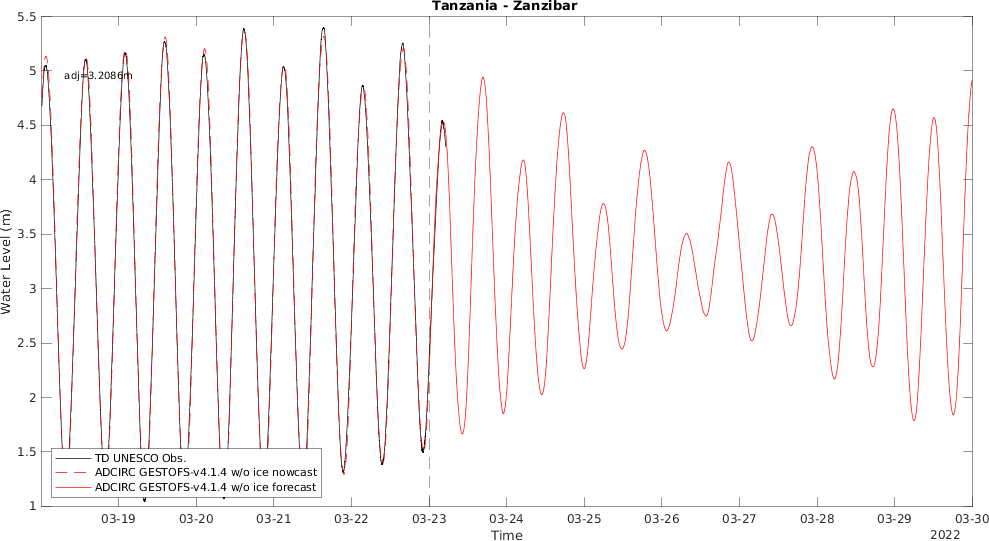 Tanzania - Zanzibar
5.5
5
4.5
4
3.5
3
2.5
2
1.5
1
Water Level (m)
adj=3.2086m
TD UNESCO Obs.
ADCIRC GESTOFS-v4.1.4 w/o ice nowcast
ADCIRC GESTOFS-v4.1.4 w/o ice forecast
03-19 03-20 03-21 03-22 03-23 03-24 03-25 03-26 03-27 03-28 03-29 03-30
Time
2022